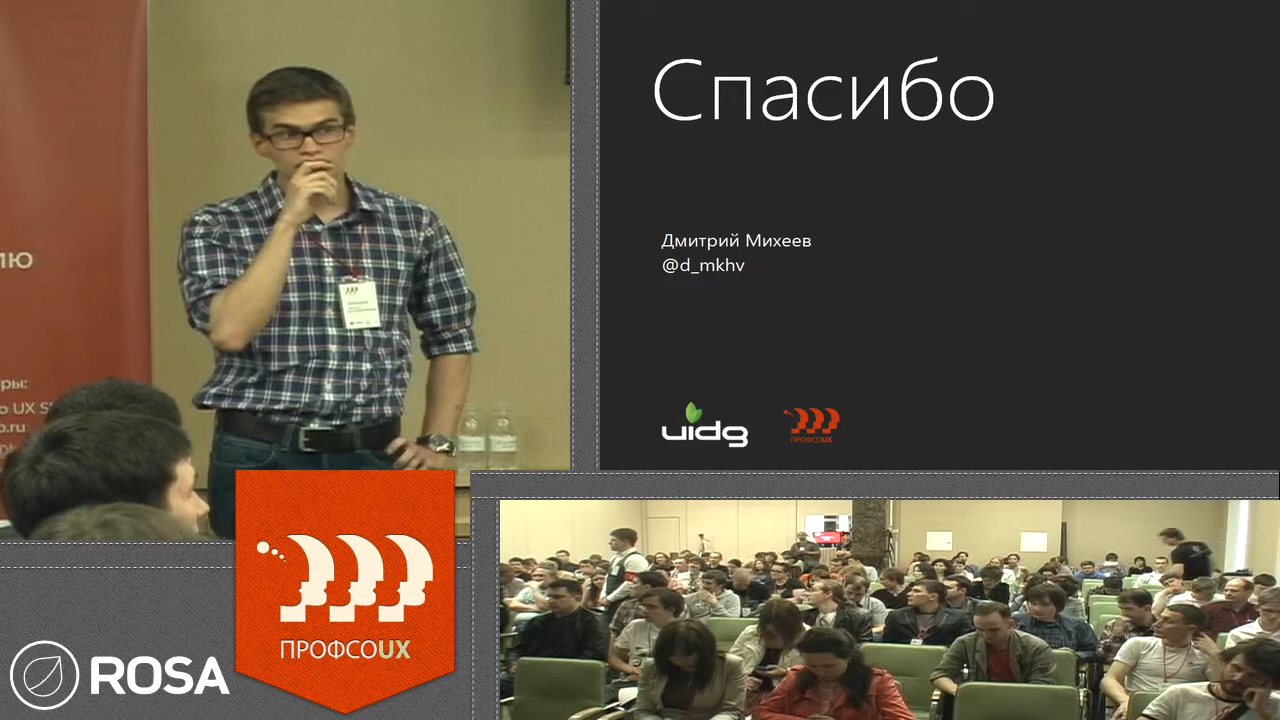 Спасибо
Дмитрий Михеев
@d_mkhv
uidg
ПРОФСОUX
ПРОФСОUX
ROSA